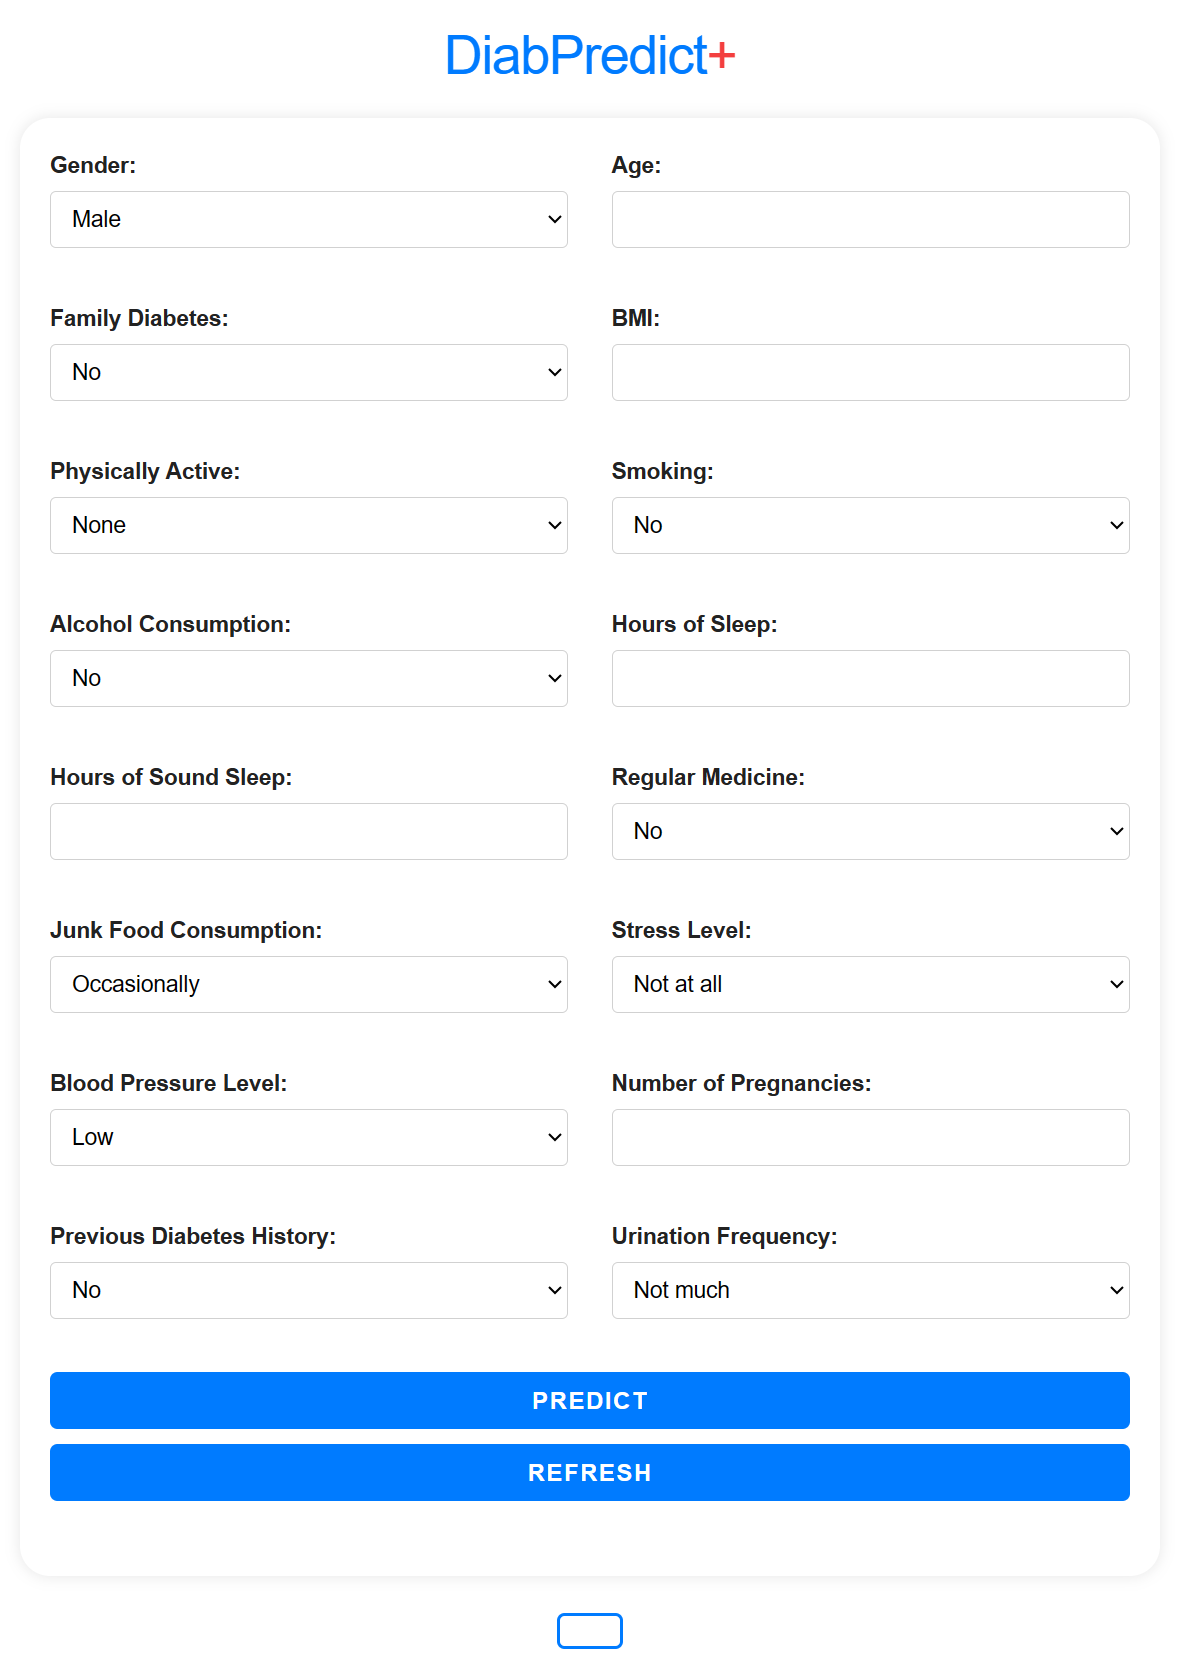 DiabPredict+
Gender:
Male
Age:
Family Diabetes:
No
BMI:
Physically Active:
None
Smoking:
No
Alcohol Consumption:
No
Hours of Sleep:
Hours of Sound Sleep:
Regular Medicine:
No
Junk Food Consumption:
Occasionally
Stress Level:
Not at all
Blood Pressure Level:
Low
Number of Pregnancies:
Previous Diabetes History:
No
Urination Frequency:
Not much
PREDICT
REFRESH